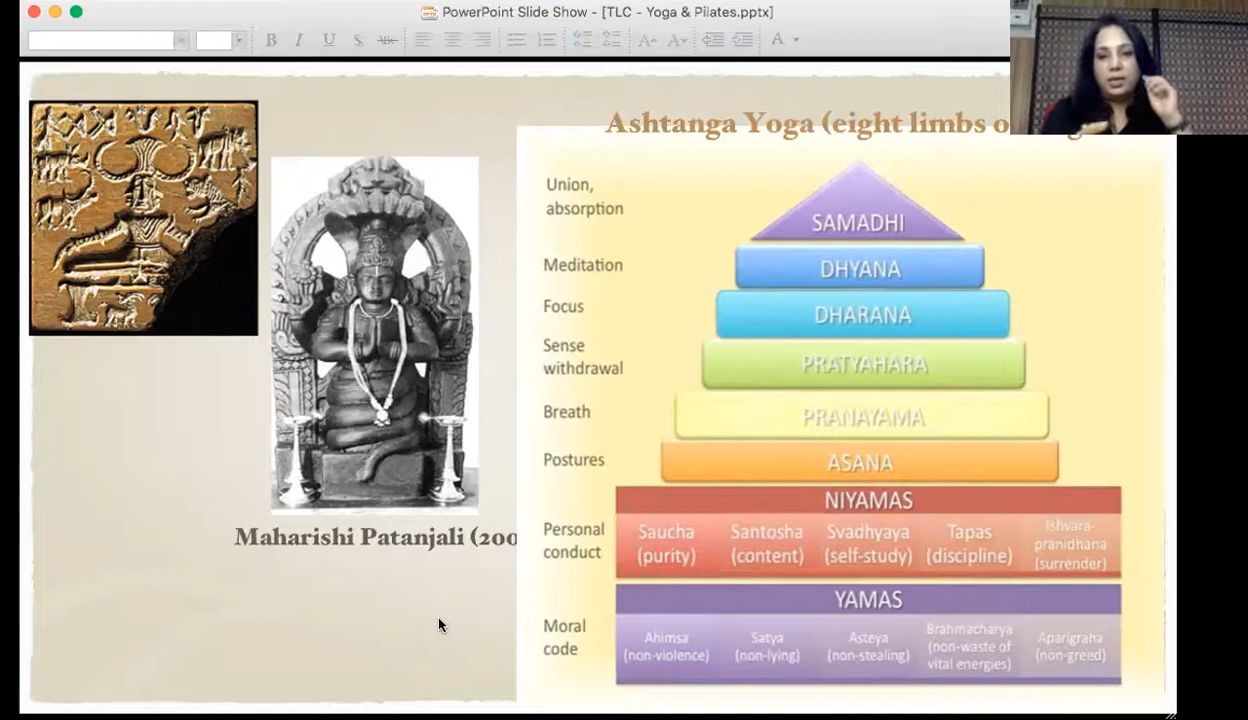 PowerPoint Slide Show - [TLC - Yoga & Pilates.pptx]
Ashtanga Yoga (eight limbs
Union,
absorption
SAMADHI
Meditation
DHYANA
Focus
DHARANA
Sense
withdrawal
PRATYAHARA
Breath
PRANAYAMA
Postures
ASANA
NIYAMAS
Personal
conduct
Saucha
(purity)
Santosha
(content)
Svadhyaya
(self-study)
Tapas
(discipline)
Ishvara-
pranidhana
(surrender)
YAMAS
Moral
code
Ahimsa
(non-violence)
Satya
(non-lying)
Asteya
(non-stealing)
Brahmacharya
(non-waste of
vital energies)
Aparigraha
(non-greed)
Maharishi Patanjali (200